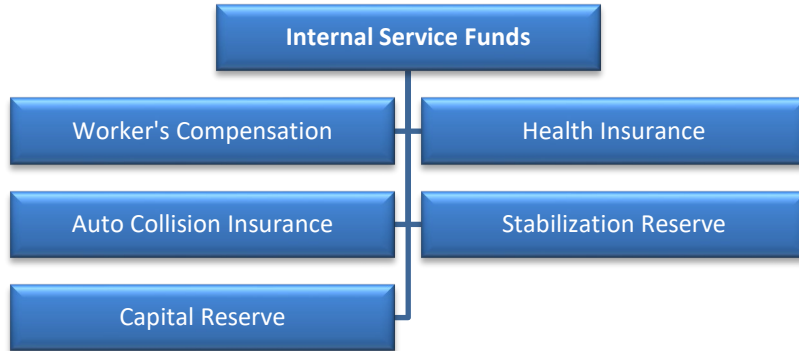 Internal Service Funds
Worker's Compensation
Health Insurance
Auto Collision Insurance
Stabilization Reserve
Capital Reserve